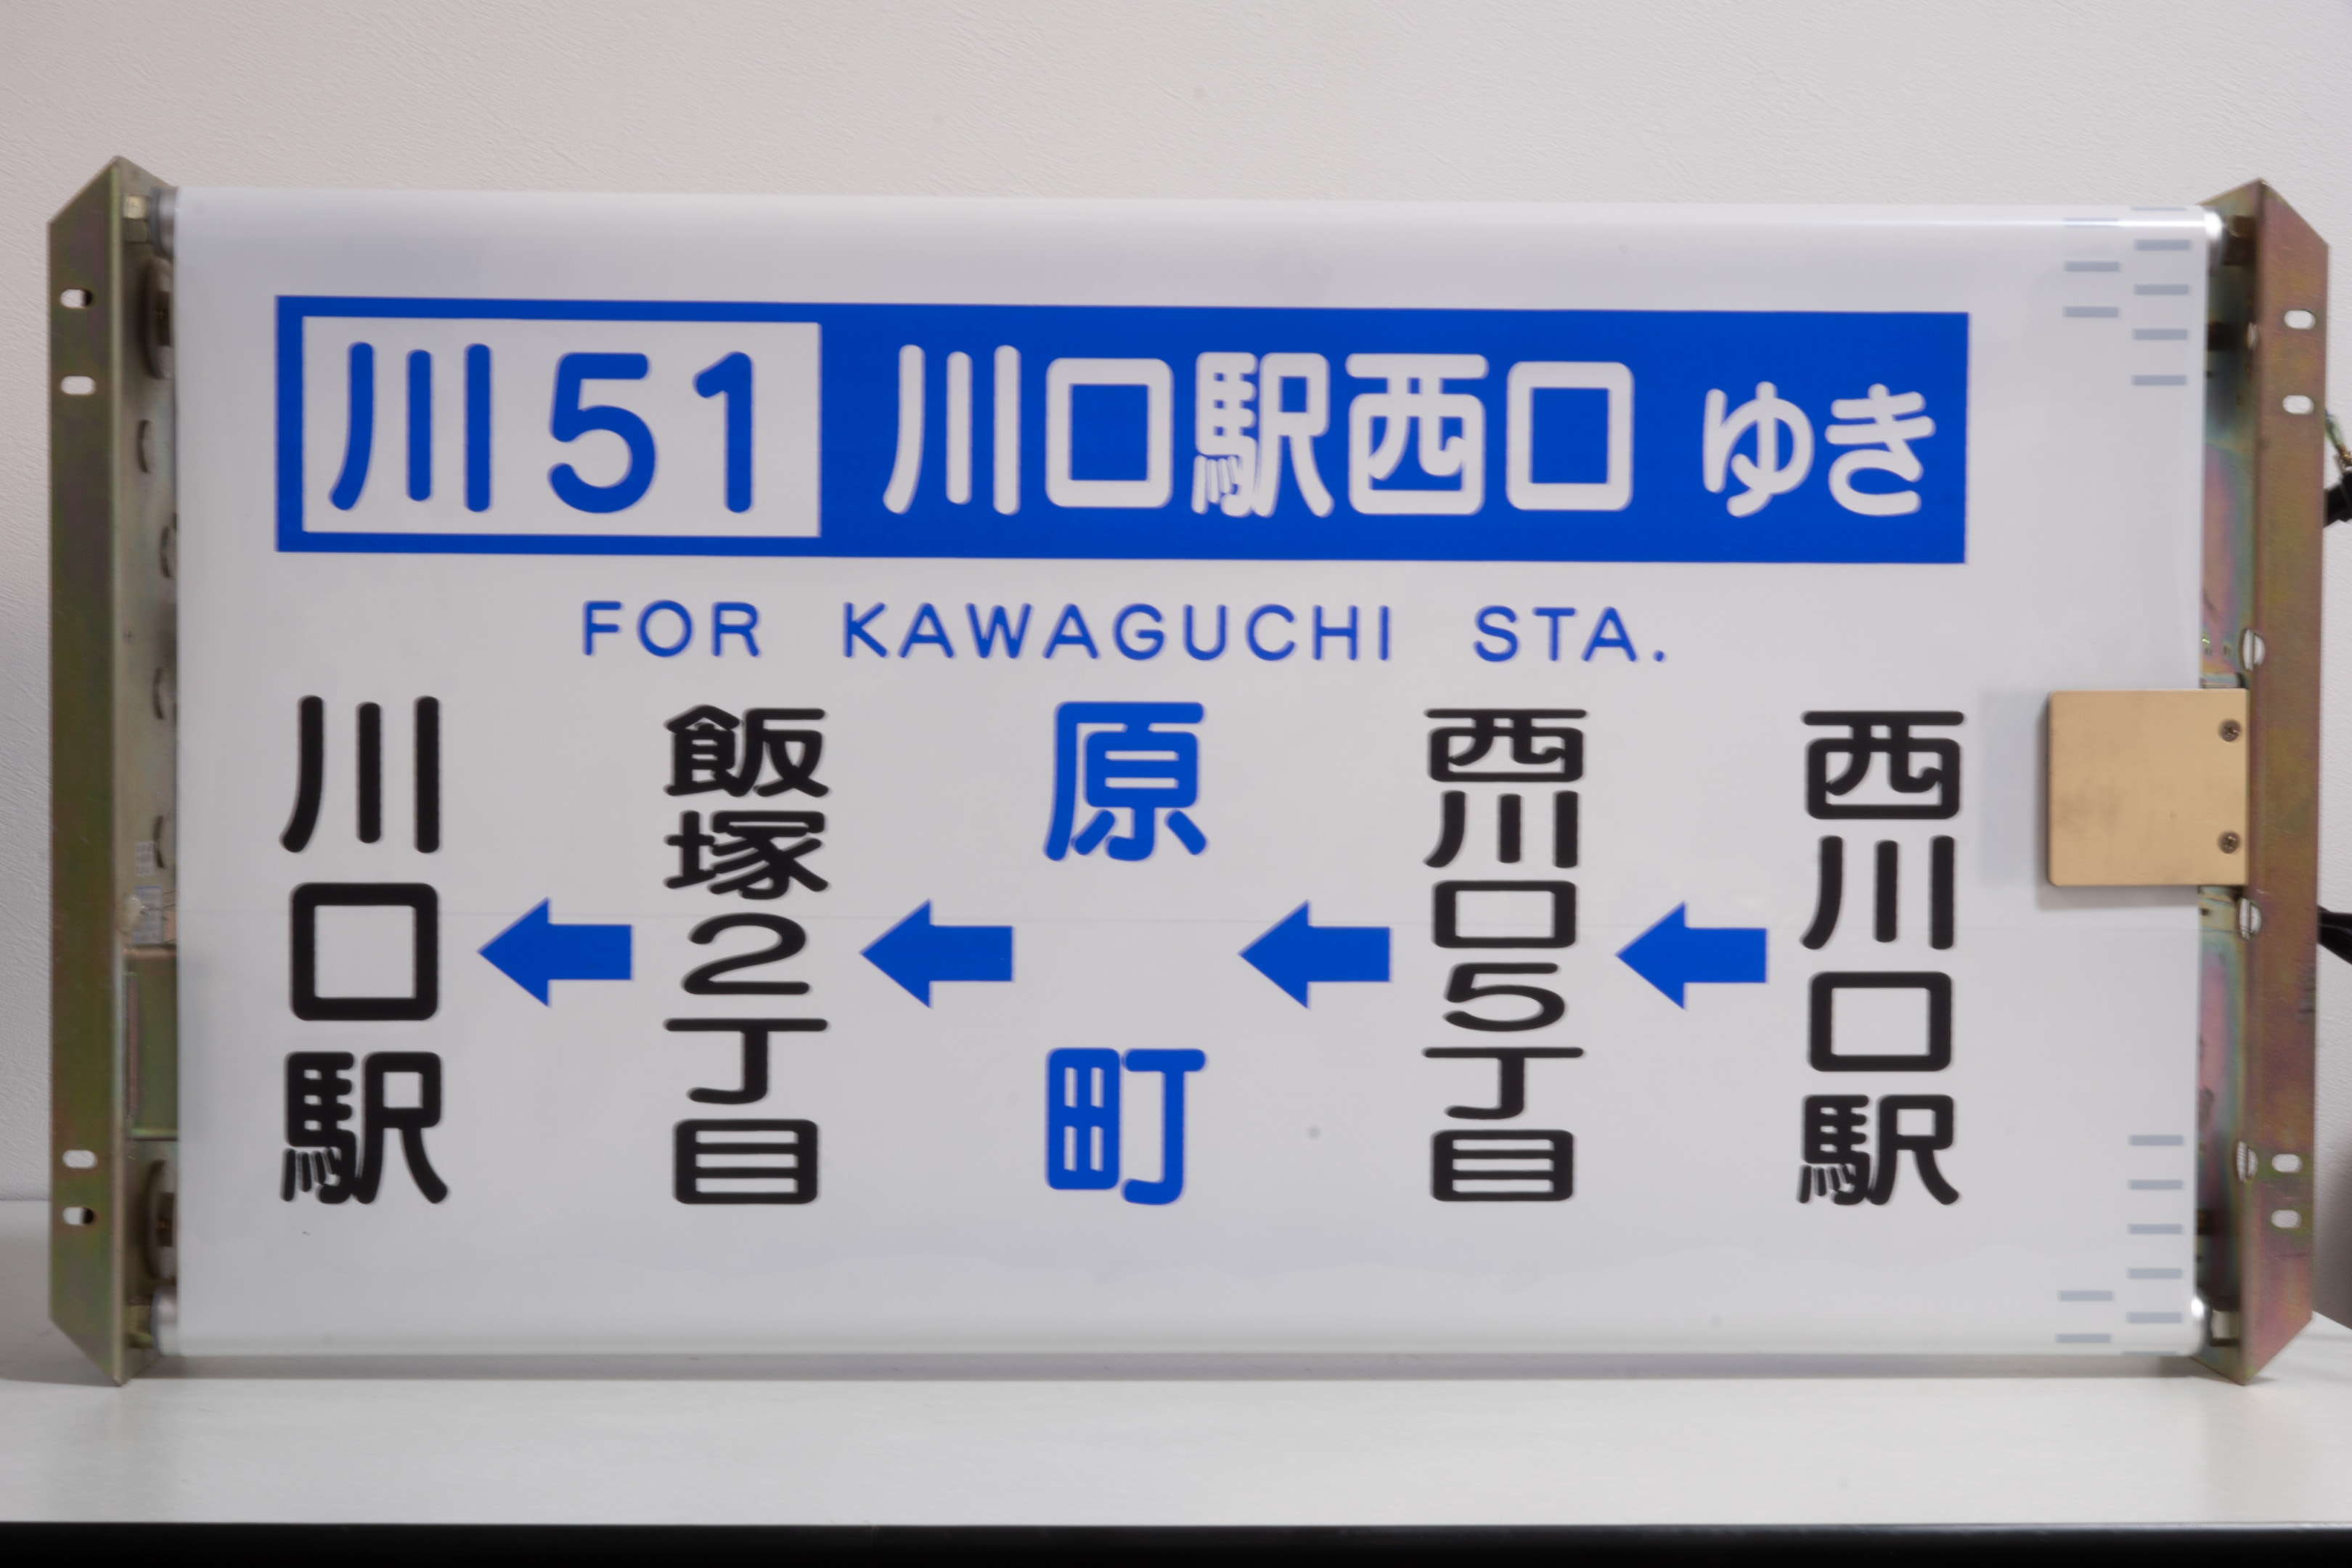 川51 川口駅西口 ゆき
FOR KAWAGUCHI STA.
西川口駅
西川口5丁目
原町
飯塚2丁目
川口駅